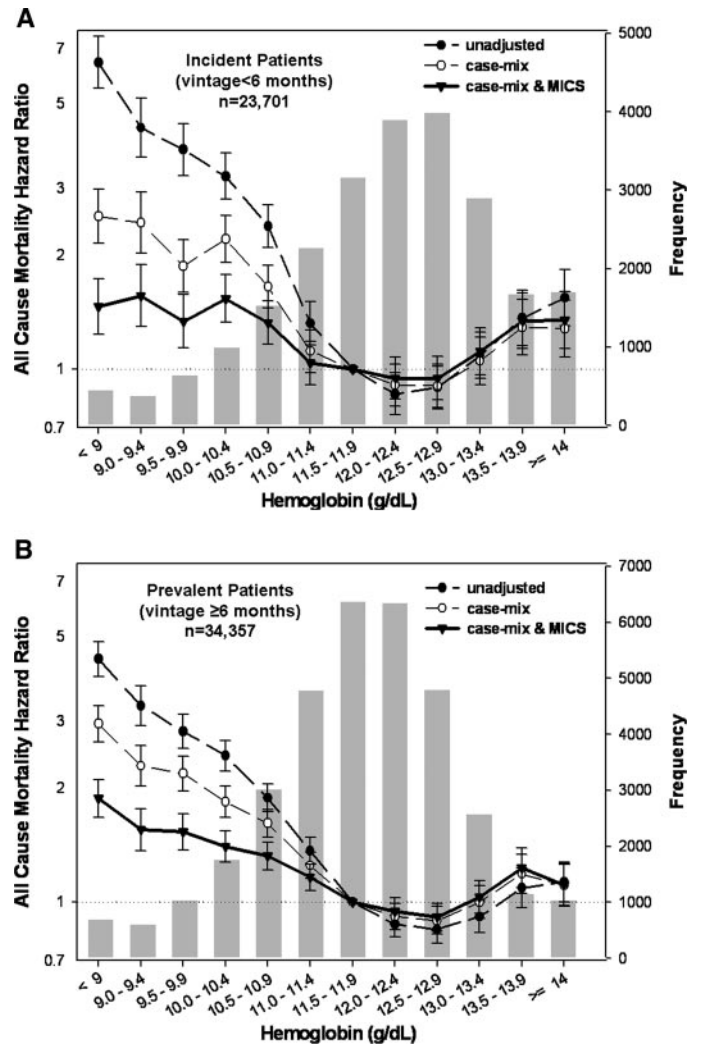 A
Incident Patients
(vintage<6 months)
n=23,701
unadjusted
case-mix
case-mix & MICS
All Cause Mortality Hazard Ratio
7
5
3
2
1
0.7
5000
4000
3000
2000
1000
0
Frequency
< 9
9.0 - 9.4
9.5 - 9.9
10.0 - 10.4
10.5 - 10.9
11.0 - 11.4
11.5 - 11.9
12.0 - 12.4
12.5 - 12.9
13.0 - 13.4
13.5 - 13.9
>= 14
Hemoglobin (g/dL)
B
Prevalent Patients
(vintage ≥6 months)
n=34,357
unadjusted
case-mix
case-mix & MICS
All Cause Mortality Hazard Ratio
7
5
3
2
1
0.7
7000
6000
5000
4000
3000
2000
1000
0
Frequency
< 9
9.0 - 9.4
9.5 - 9.9
10.0 - 10.4
10.5 - 10.9
11.0 - 11.4
11.5 - 11.9
12.0 - 12.4
12.5 - 12.9
13.0 - 13.4
13.5 - 13.9
>= 14
Hemoglobin (g/dL)